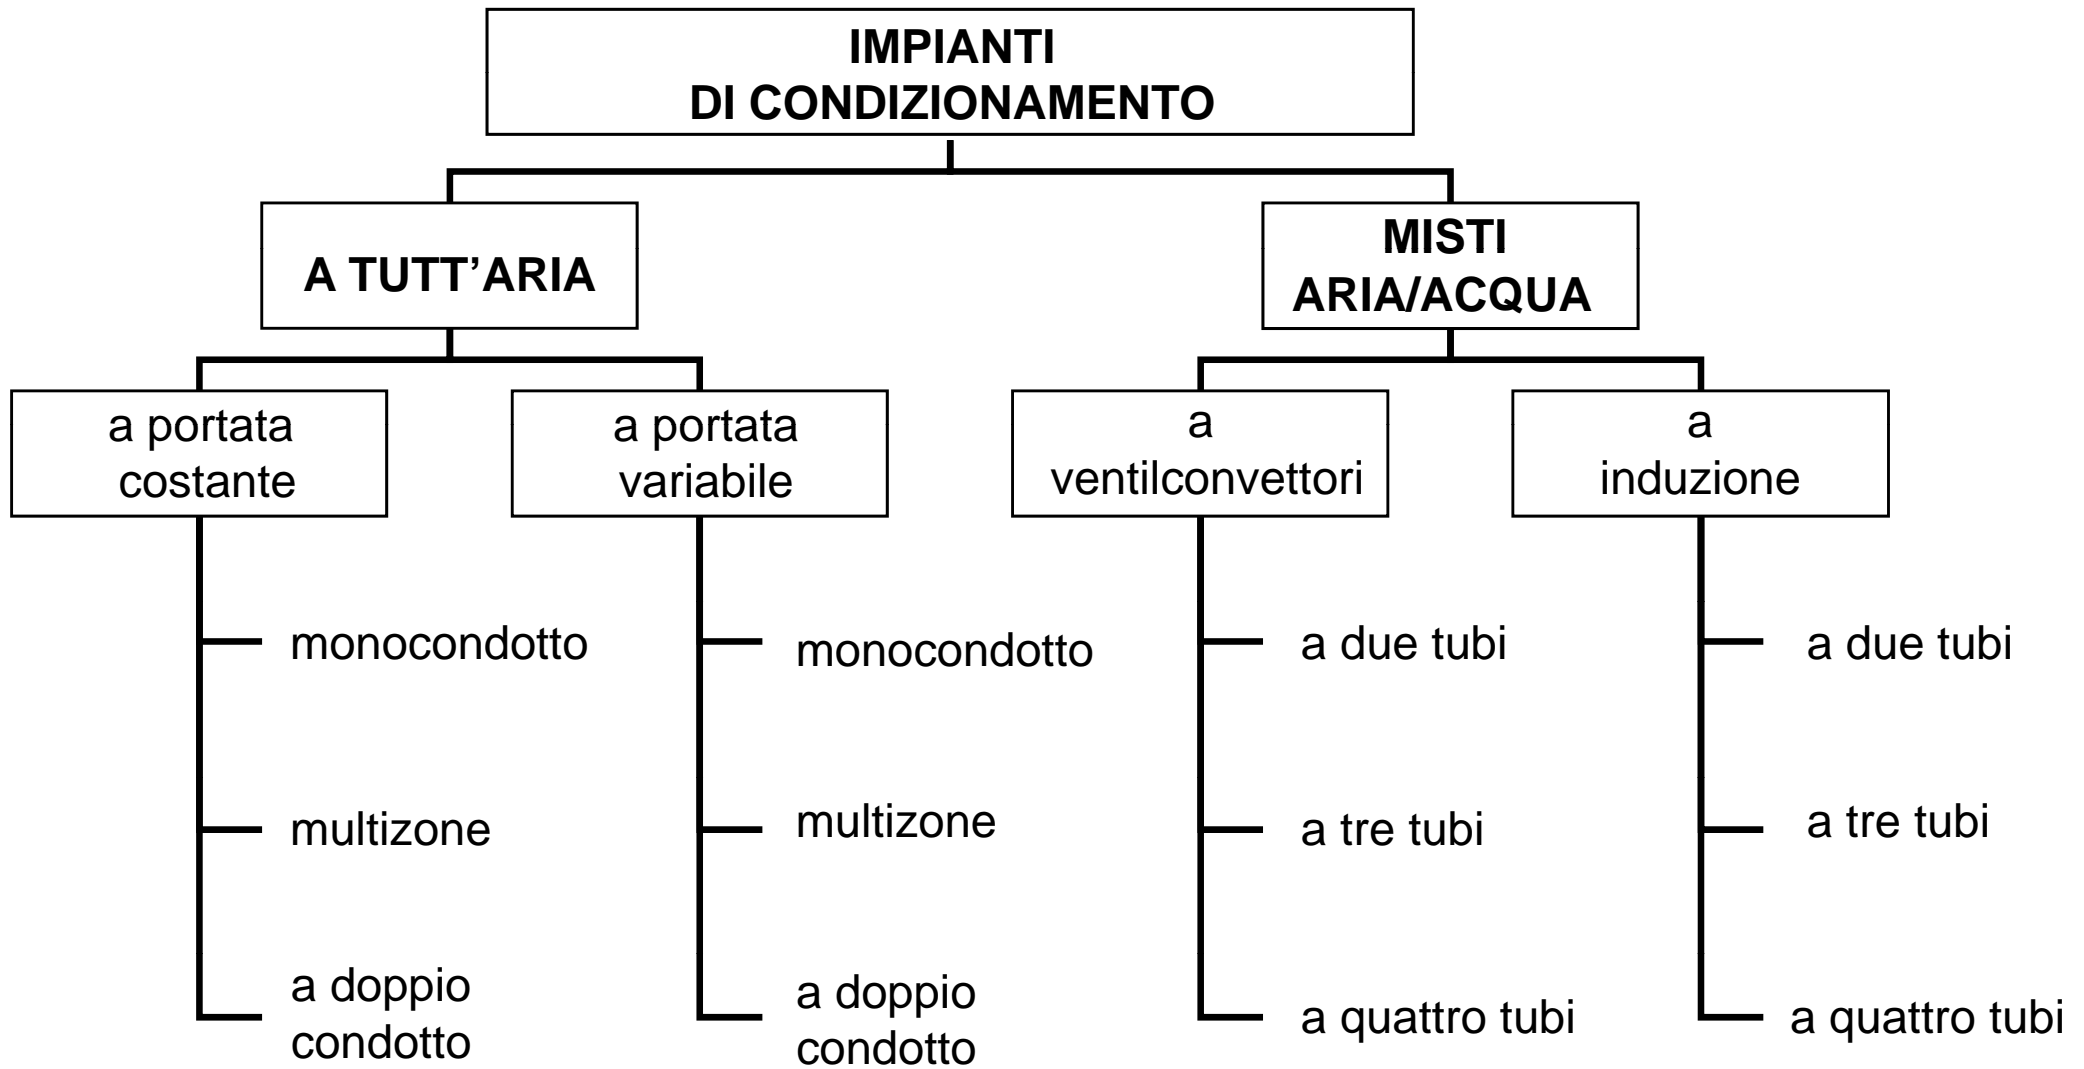 IMPIANTI
DI CONDIZIONAMENTO
A TUTT’ARIA
MISTI
ARIA/ACQUA
a portata
costante
a portata
variabile
a
ventilconvettori
a
induzione
monocondotto
monocondotto
a due tubi
a due tubi
multizone
multizone
a tre tubi
a tre tubi
a doppio
condotto
a doppio
condotto
a quattro tubi
a quattro tubi